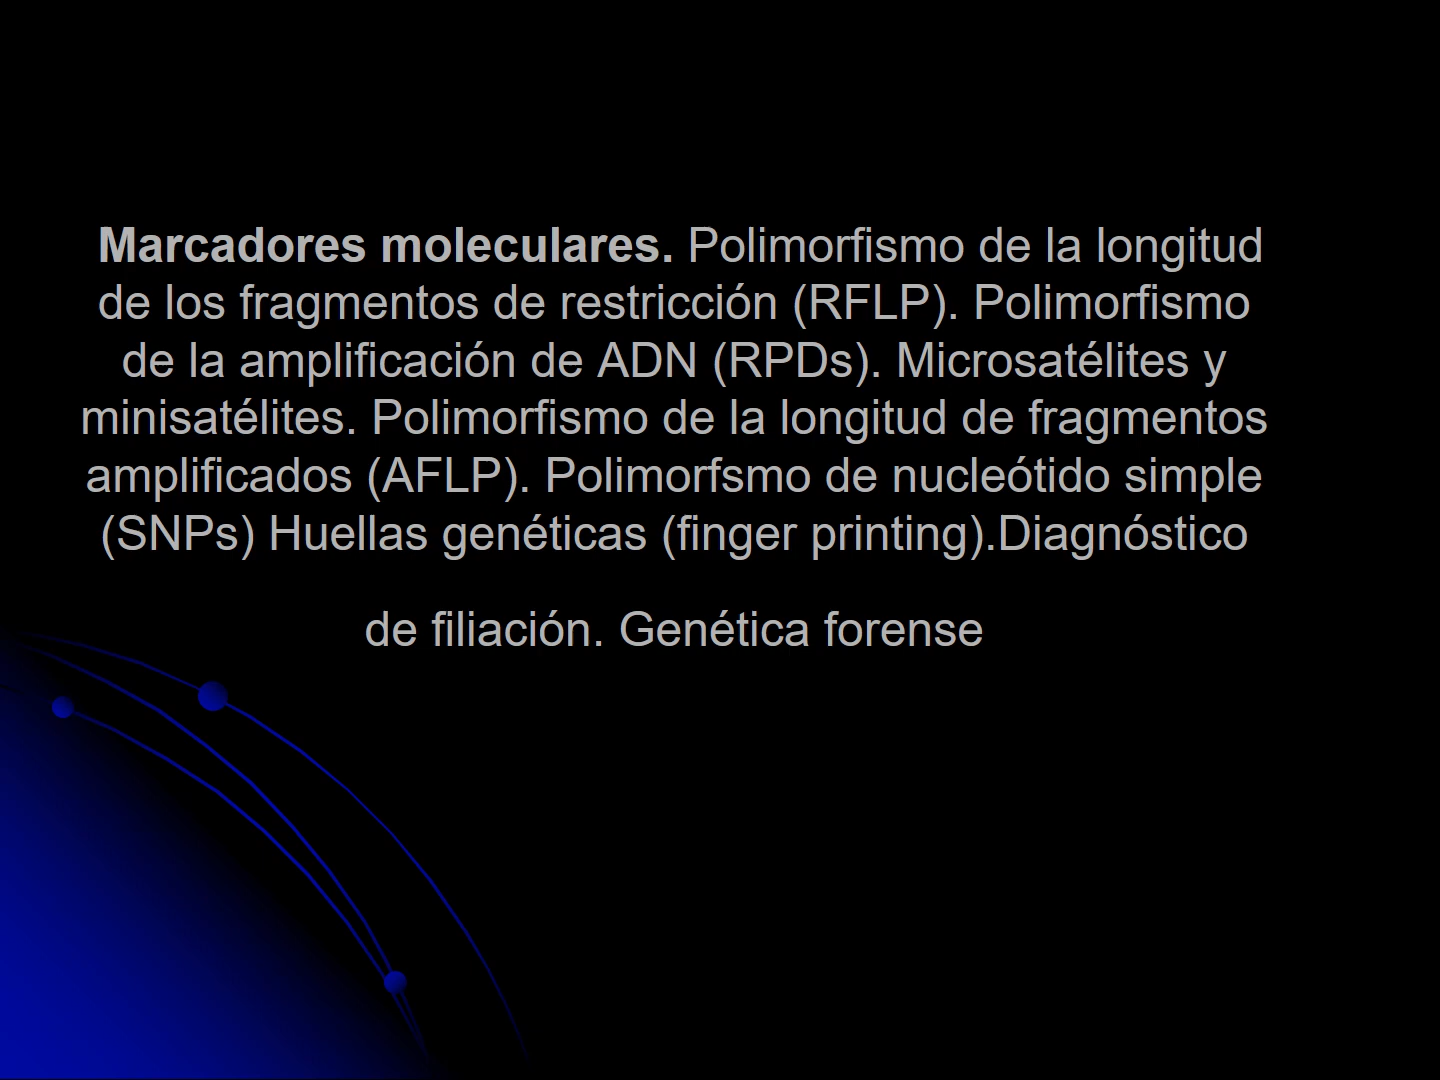 Marcadores moleculares. Polimorfismo de la longitud
de los fragmentos de restricción (RFLP). Polimorfismo
de la amplificación de ADN (RPDs). Microsatélites y
minisatélites. Polimorfismo de la longitud de fragmentos
amplificados (AFLP). Polimorfsmo de nucleótido simple
(SNPs) Huellas genéticas (finger printing).Diagnóstico
de filiación. Genética forense